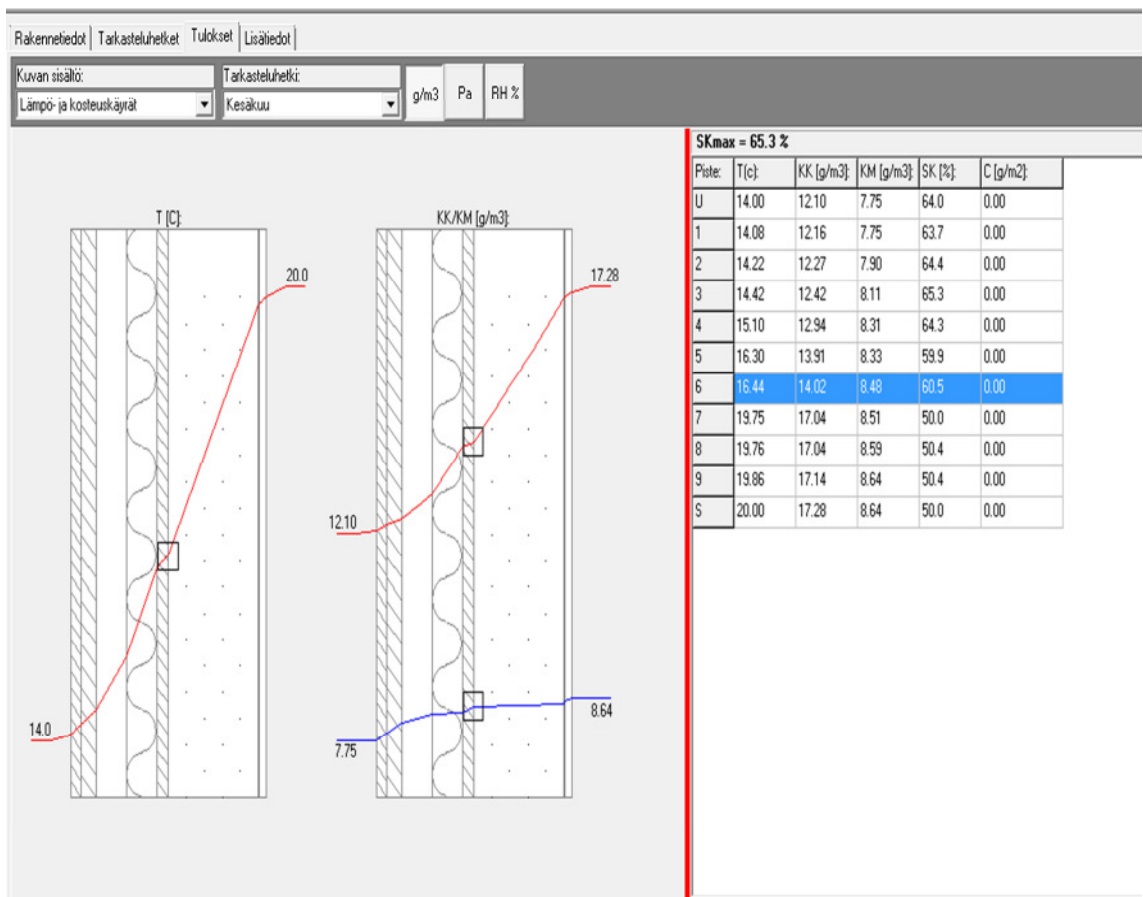 Rakennetiedot Tarkasteluhetket Tulokset Lisätiedot
Kuvan sisältö: Tarkasteluhetki:
Lämpö- ja kosteuskäyrät Kesäkuu g/m3 Pa RH %
SKmax = 65.3 %
Piste: T(c): KK [g/m3]: KM [g/m3]: SK [%]: C [g/m2]:
U 14.00 12.10 7.75 64.0 0.00
1 14.08 12.16 7.75 63.7 0.00
2 14.22 12.27 7.90 64.4 0.00
3 14.42 12.42 8.11 65.3 0.00
4 15.10 12.94 8.31 64.3 0.00
5 16.30 13.91 8.33 59.9 0.00
6 16.44 14.02 8.48 60.5 0.00
7 19.75 17.04 8.51 50.0 0.00
8 19.76 17.04 8.59 50.4 0.00
9 19.86 17.14 8.64 50.4 0.00
S 20.00 17.28 8.64 50.0 0.00
T [C]:
20.0
14.0
KK/KM [g/m3]:
17.28
12.10
8.64
7.75